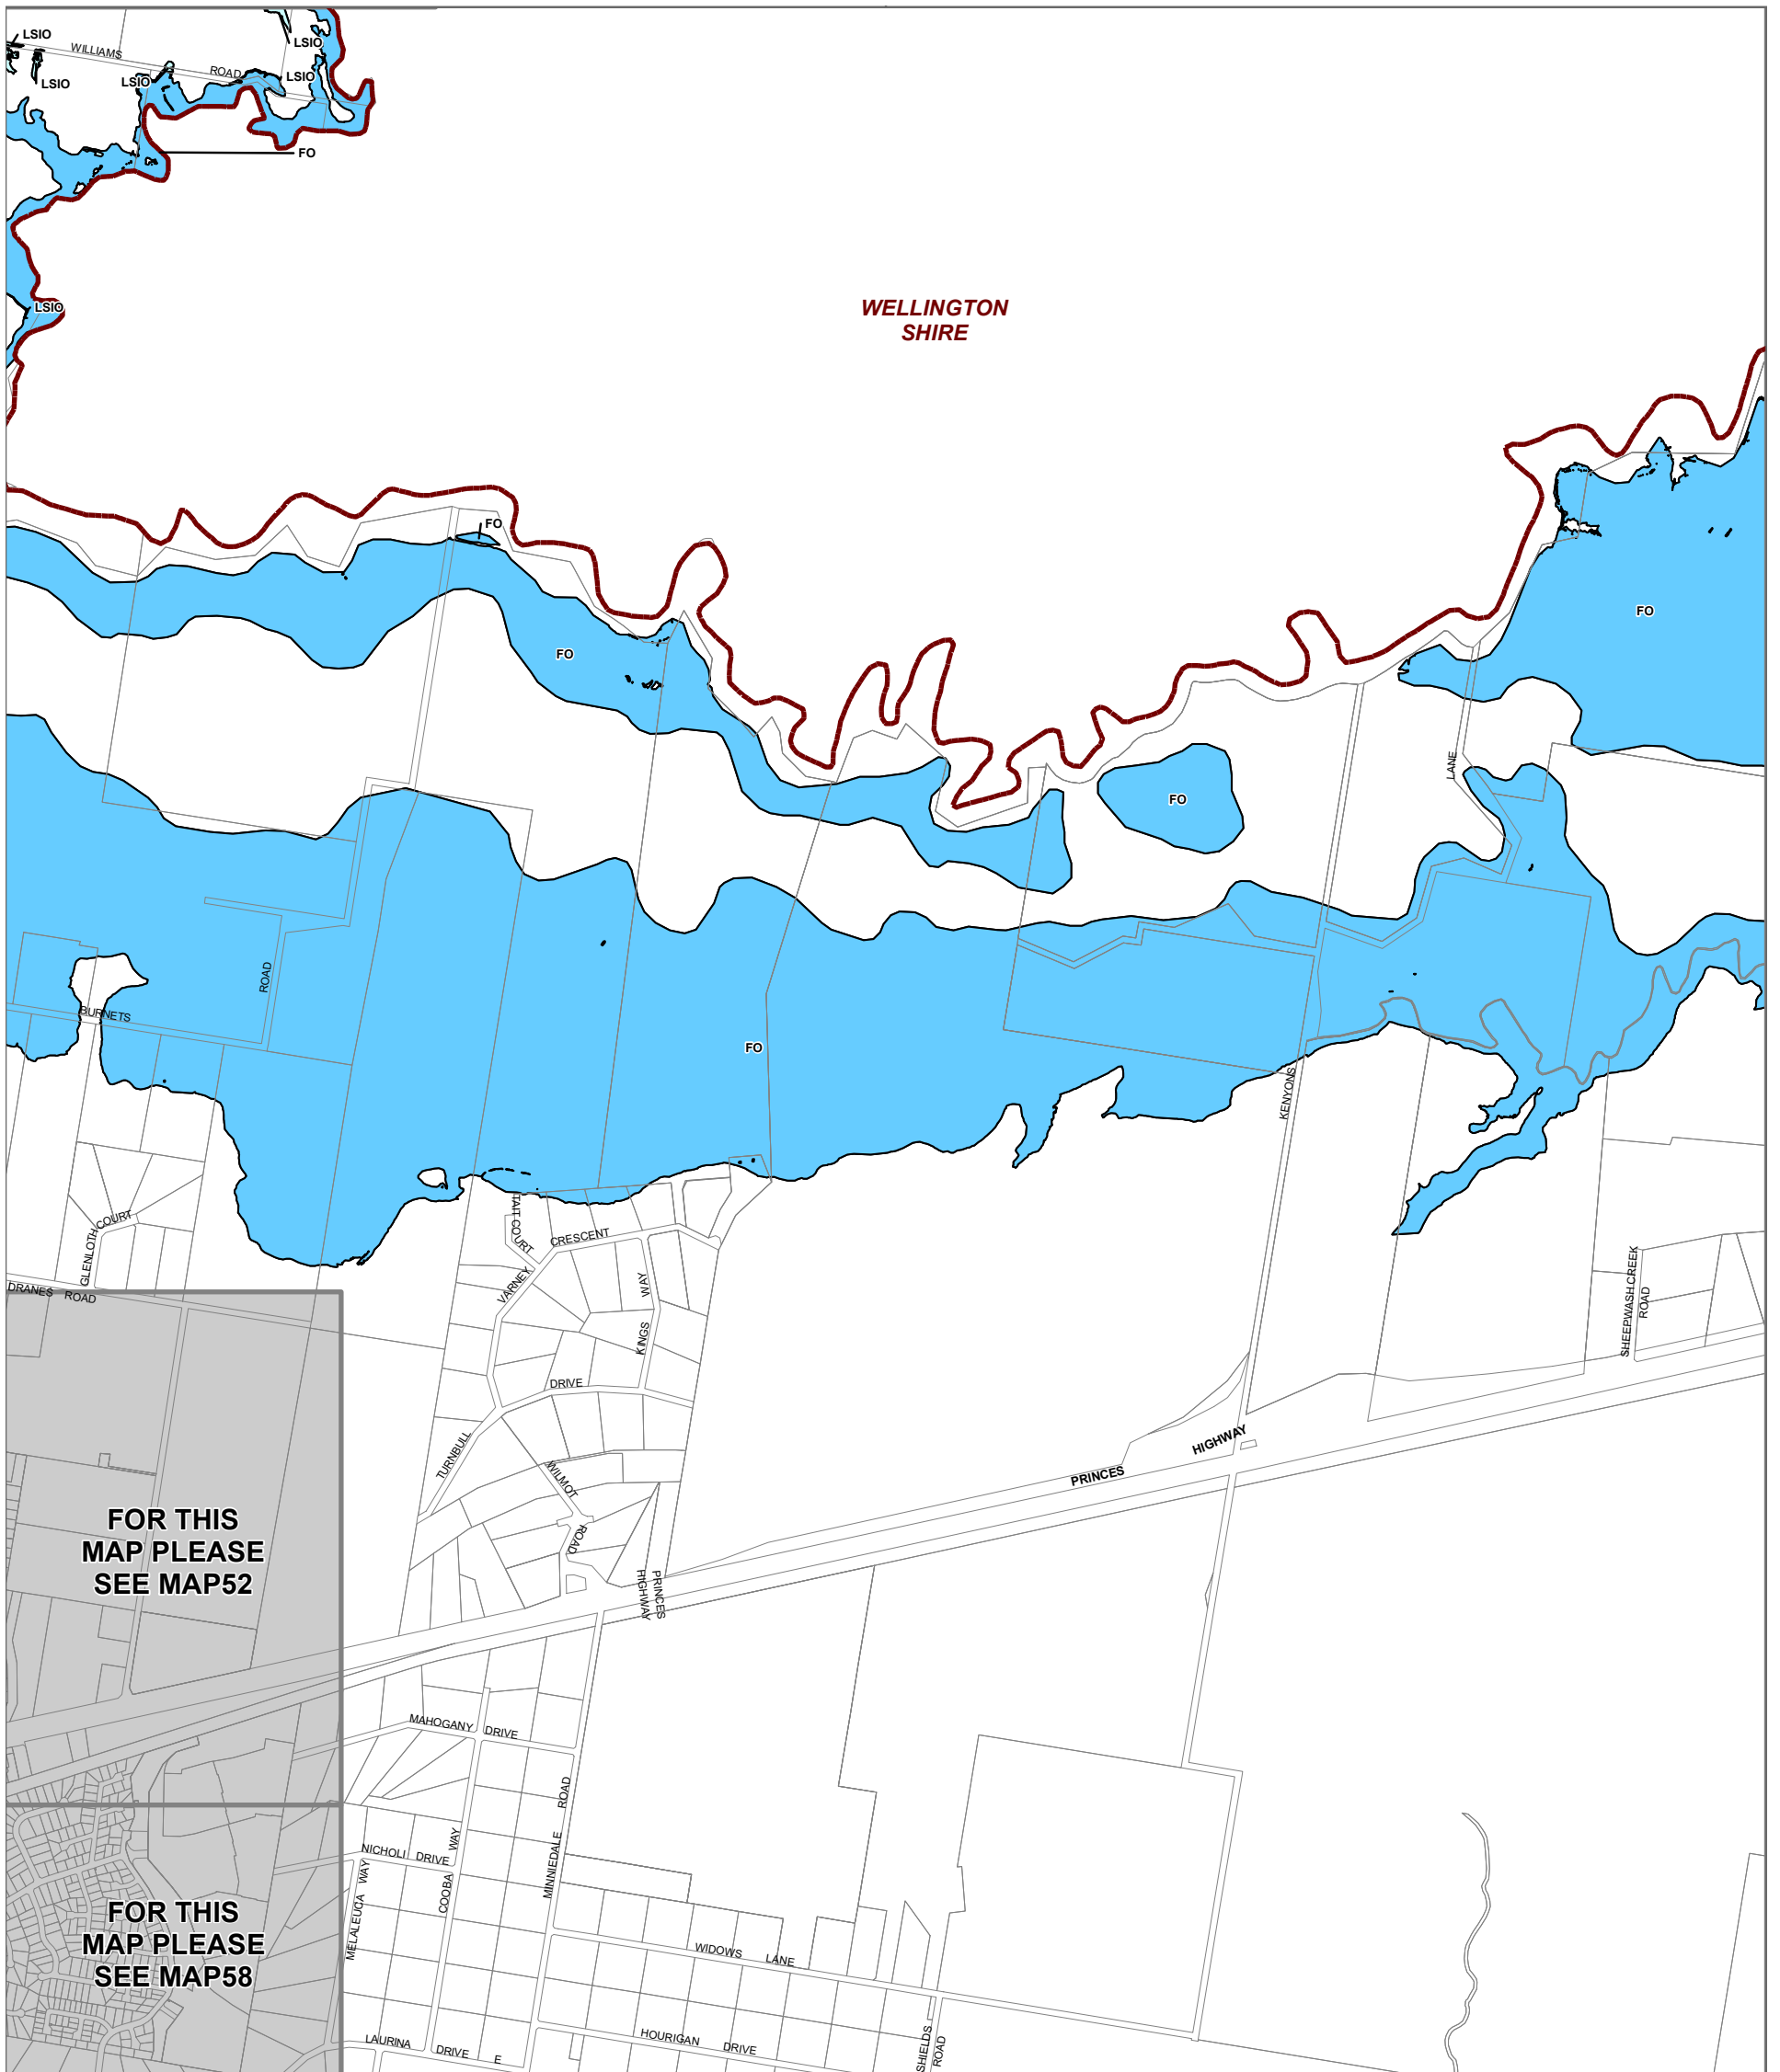 LSIO
WILLIAMS ROAD
LSIO
LSIO
LSIO
LSIO
FO
LSIO
WELLINGTON
SHIRE
FO
FO
FO
FO
LANE
ROAD
BURNETS
FO
KENYONS
GLENLOTH COURT
TAIT COURT
CRESCENT
VARNEY
WAY
KINGS
DRANES ROAD
SHEEPWASH CREEK
ROAD
DRIVE
TURNBULL
WILMOT
ROAD
PRINCES HIGHWAY
PRINCES
HIGHWAY
FOR THIS
MAP PLEASE
SEE MAP52
MAHOGANY DRIVE
MINNIEDALE ROAD
NICHOLI DRIVE
COOBA WAY
MELALEUCA WAY
FOR THIS
MAP PLEASE
SEE MAP58
WIDOWS LANE
HOURIGAN DRIVE
SHIELDS
ROAD
LAURINA DRIVE E